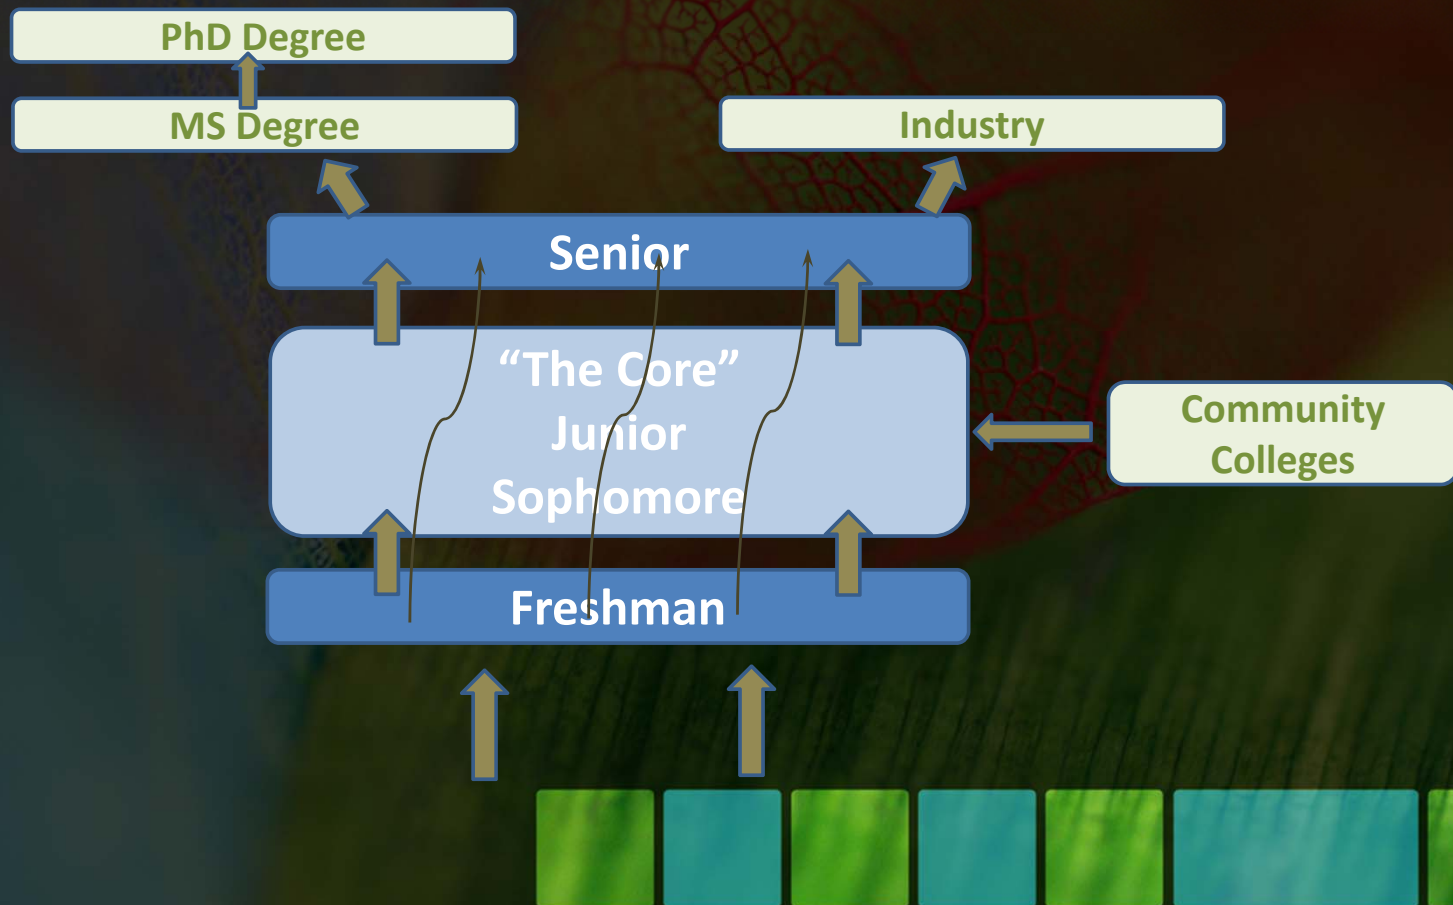 PhD Degree
MS Degree
Industry
Senior
“The Core”
Junior
Sophomore
Community
Colleges
Freshman